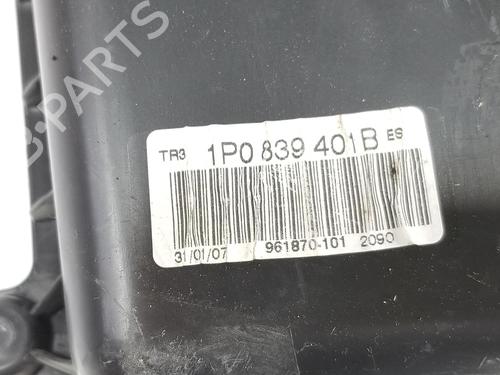 B-PARTS
TR3 1P0 839 401B ES
31/01/07 961870-101 2090